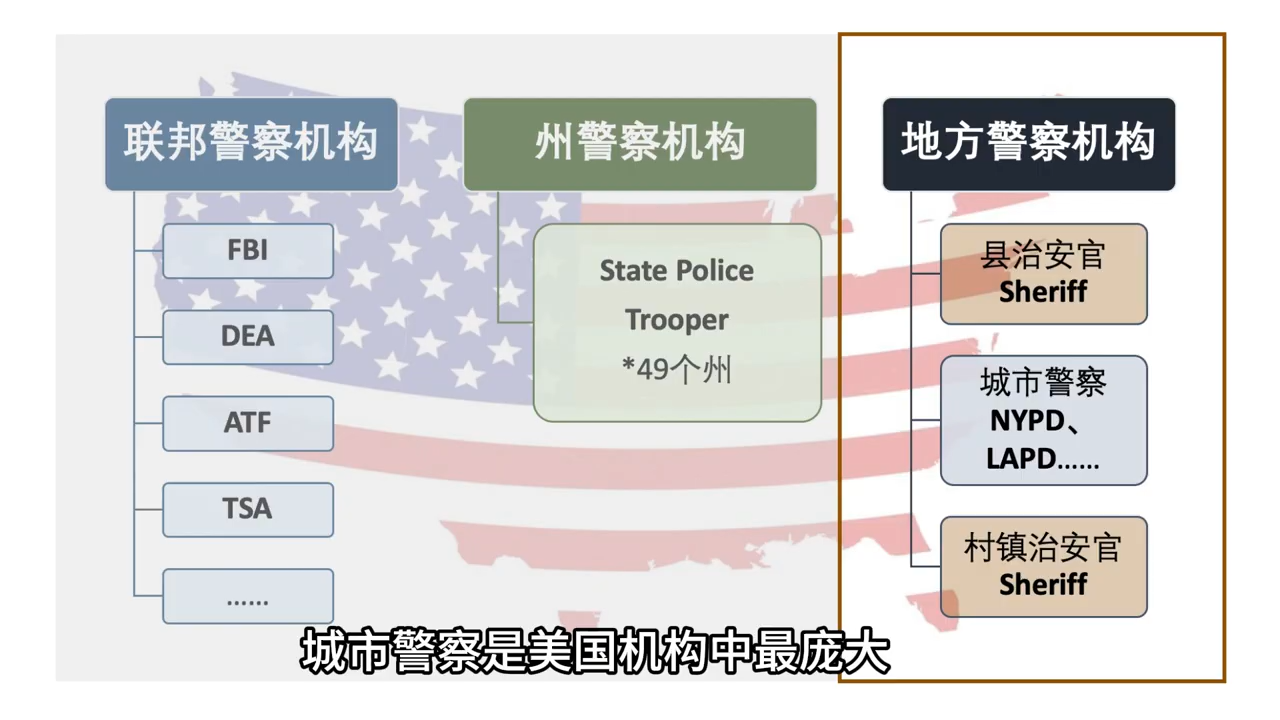 联邦警察机构
FBI
DEA
ATF
TSA
……
州警察机构
State Police
Trooper
*49个州
地方警察机构
县治安官
Sheriff
城市警察
NYPD、
LAPD……
村镇治安官
Sheriff
城市警察是美国机构中最庞大